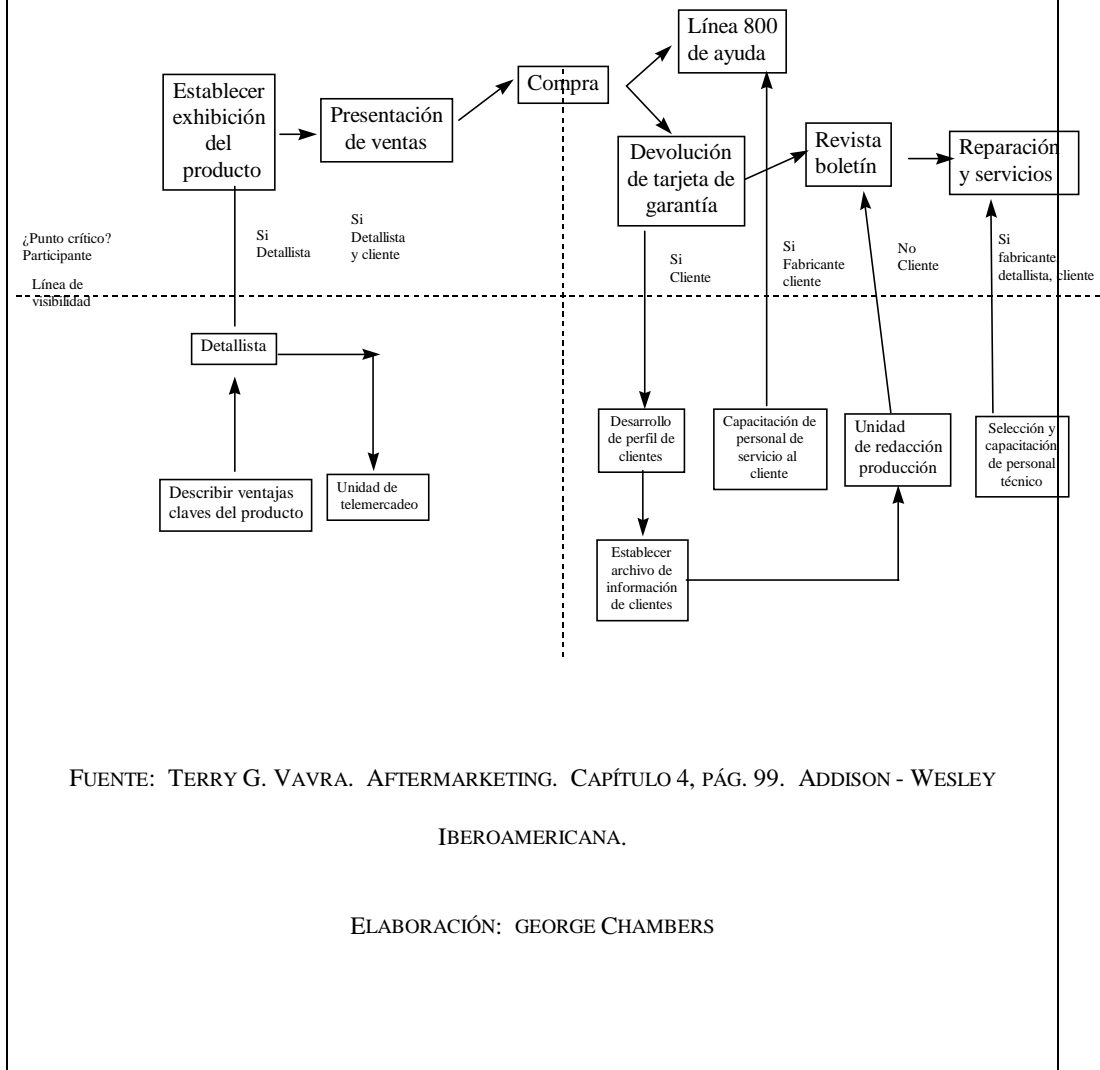 Línea 800
de ayuda
Compra
Establecer
exhibición
del
producto
Presentación
de ventas
Devolución
de tarjeta de
garantía
Revista
boletín
Reparación
y servicios
¿Punto crítico?
Participante
Si
Detallista
Si
Detallista
y cliente
Si
Cliente
Si
Fabricante
cliente
No
Cliente
Si
fabricante,
detallista, cliente
Línea de
visibilidad
Detallista
Describir ventajas
claves del producto
Unidad de
telemercadeo
Desarrollo
de perfil de
clientes
Capacitación de
personal de
servicio al
cliente
Unidad
de redacción
producción
Selección y
capacitación
de personal
técnico
Establecer
archivo de
información
de clientes
FUENTE: TERRY G. VAVRA. AFTERMARKETING. CAPÍTULO 4, PÁG. 99. ADDISON - WESLEY
IBEROAMERICANA.
ELABORACIÓN: GEORGE CHAMBERS